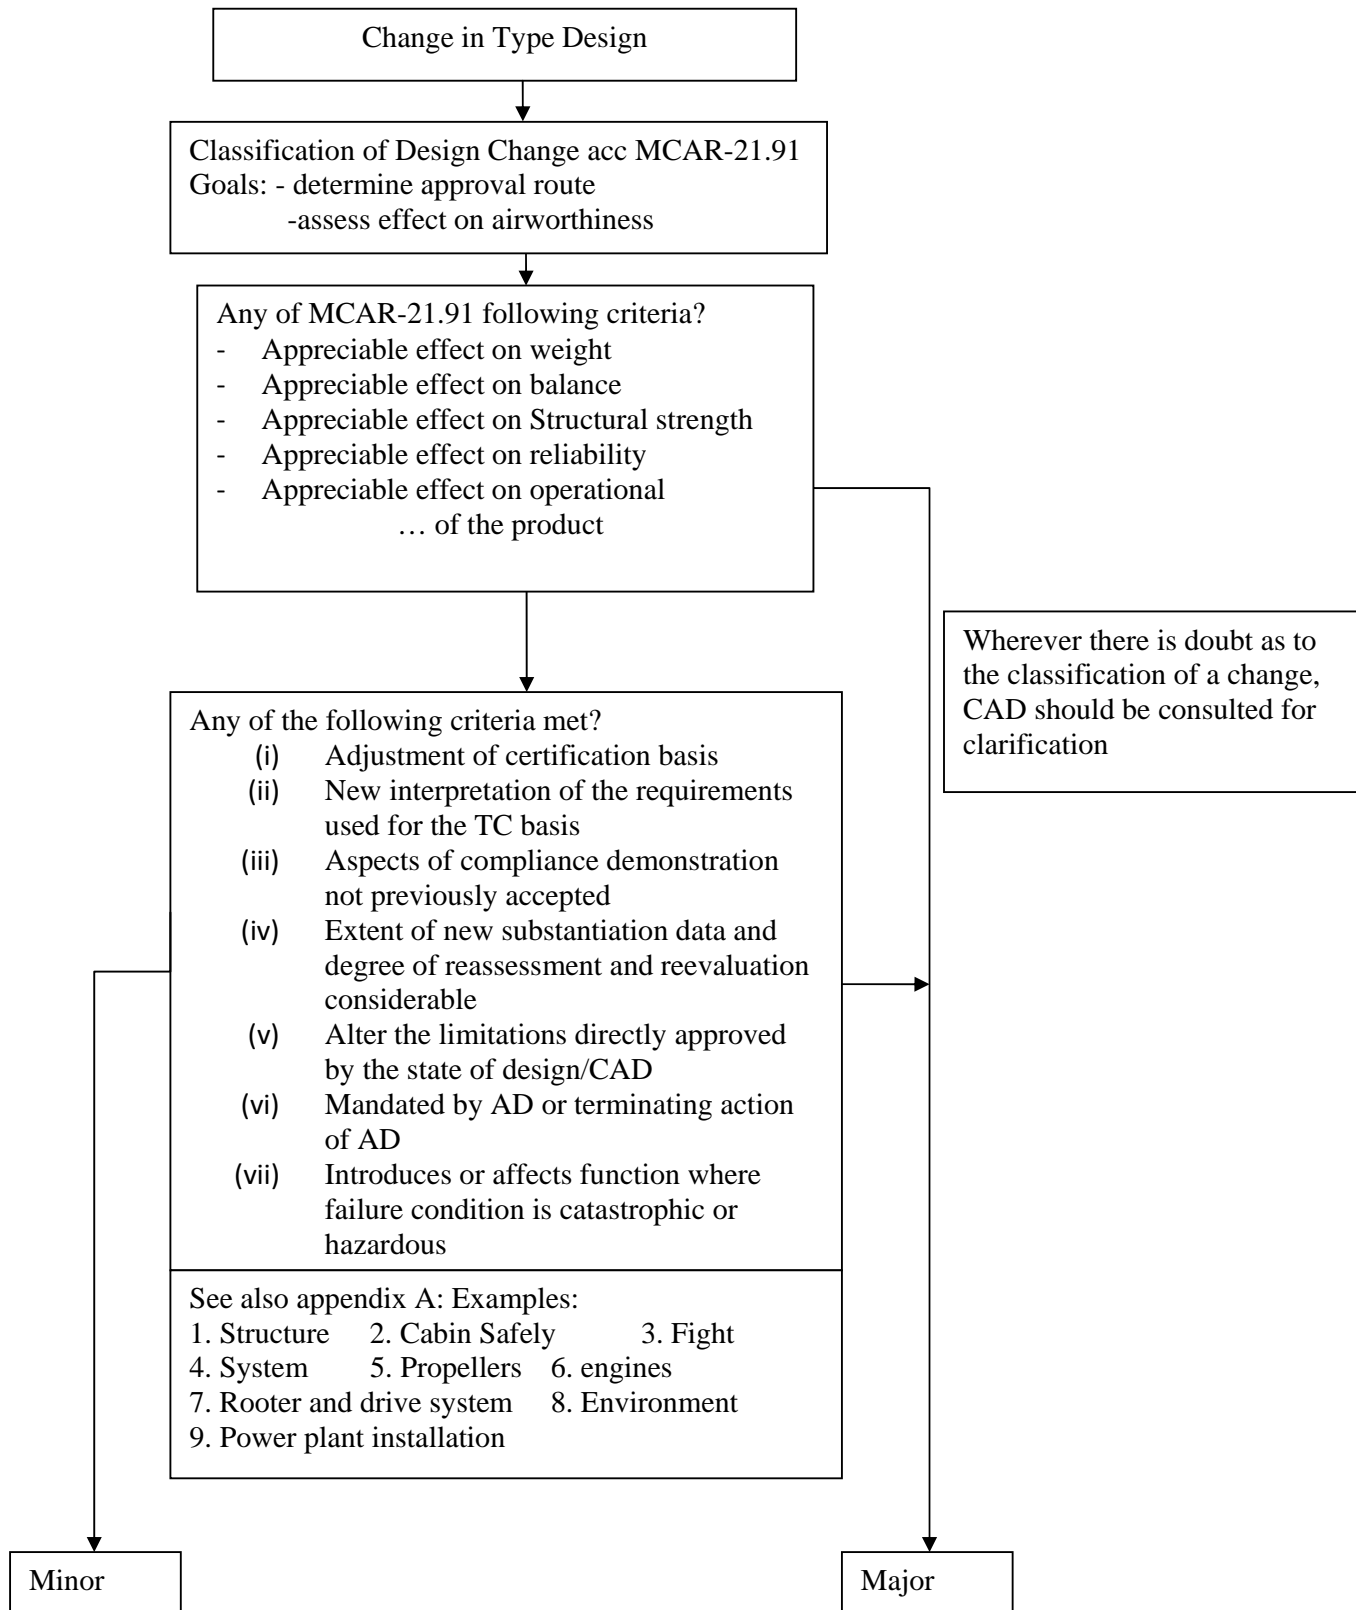 Change in Type Design
Classification of Design Change acc MCAR-21.91
Goals: - determine approval route
-assess effect on airworthiness
Any of MCAR-21.91 following criteria?
- Appreciable effect on weight
- Appreciable effect on balance
- Appreciable effect on Structural strength
- Appreciable effect on reliability
- Appreciable effect on operational
… of the product
Wherever there is doubt as to
the classification of a change,
CAD should be consulted for
clarification
Any of the following criteria met?
(i) Adjustment of certification basis
(ii) New interpretation of the requirements
used for the TC basis
(iii) Aspects of compliance demonstration
not previously accepted
(iv) Extent of new substantiation data and
degree of reassessment and reevaluation
considerable
(v) Alter the limitations directly approved
by the state of design/CAD
(vi) Mandated by AD or terminating action
of AD
(vii) Introduces or affects function where
failure condition is catastrophic or
hazardous
See also appendix A: Examples:
1. Structure 2. Cabin Safely 3. Fight
4. System 5. Propellers 6. engines
7. Rooter and drive system 8. Environment
9. Power plant installation
Minor
Major